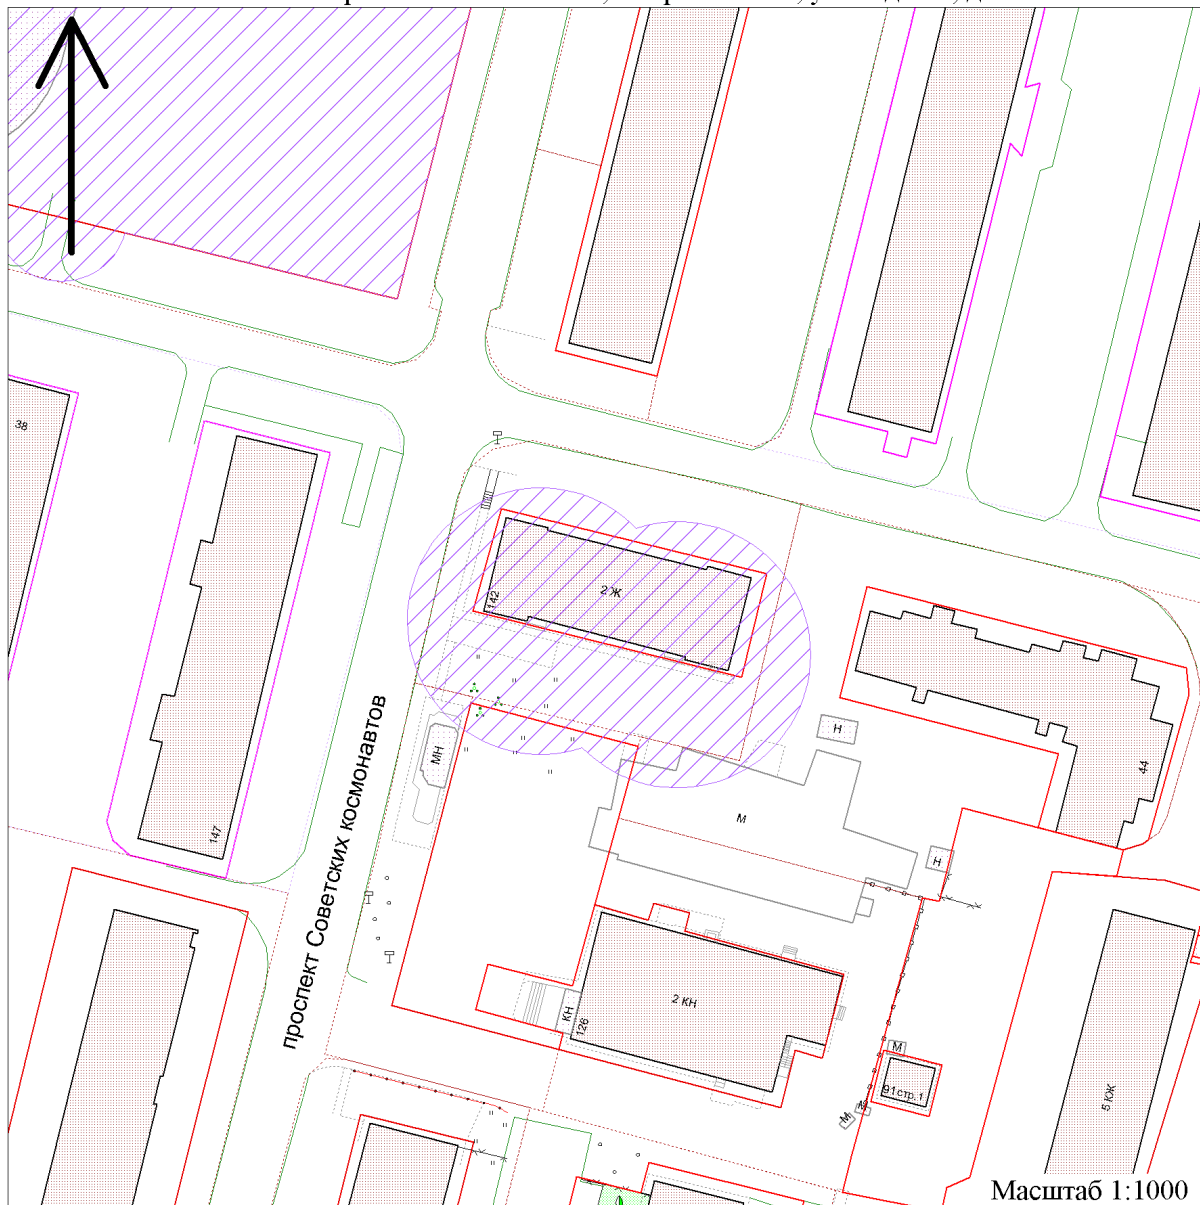 38
142
2 Ж
МН
Н
М
44
Н
147
проспект Советских космонавтов
2 КН
КН
126
М
91стр.1
М
М
5 КЖ
Масштаб 1:1000